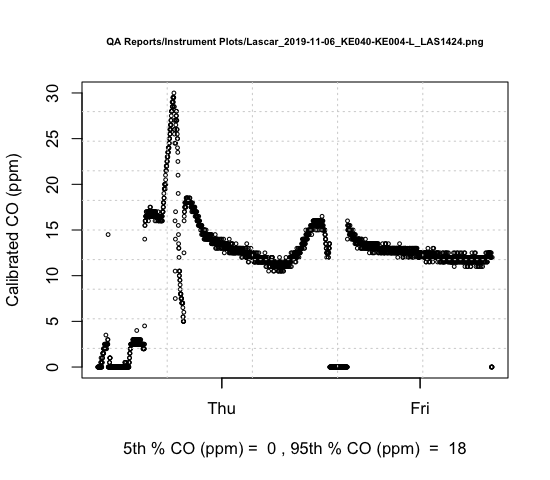 QA Reports/Instrument Plots/Lascar_2019-11-06_KE040-KE004-L_LAS1424.png
Calibrated CO (ppm)
30
25
20
15
10
5
0
Thu Fri
5th % CO (ppm) = 0 , 95th % CO (ppm) = 18